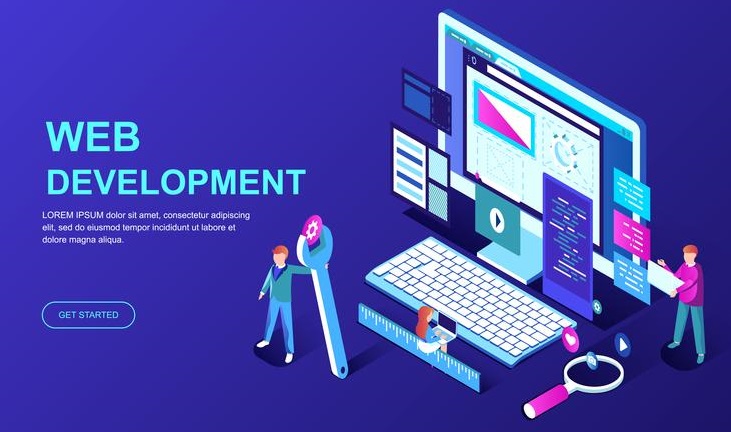 WEB
DEVELOPMENT
LOREM IPSUM dolor sit amet, consectetur adipiscing
elit, sed do eiusmod tempor incididunt ut labore et
dolore magna aliqua.
GET STARTED